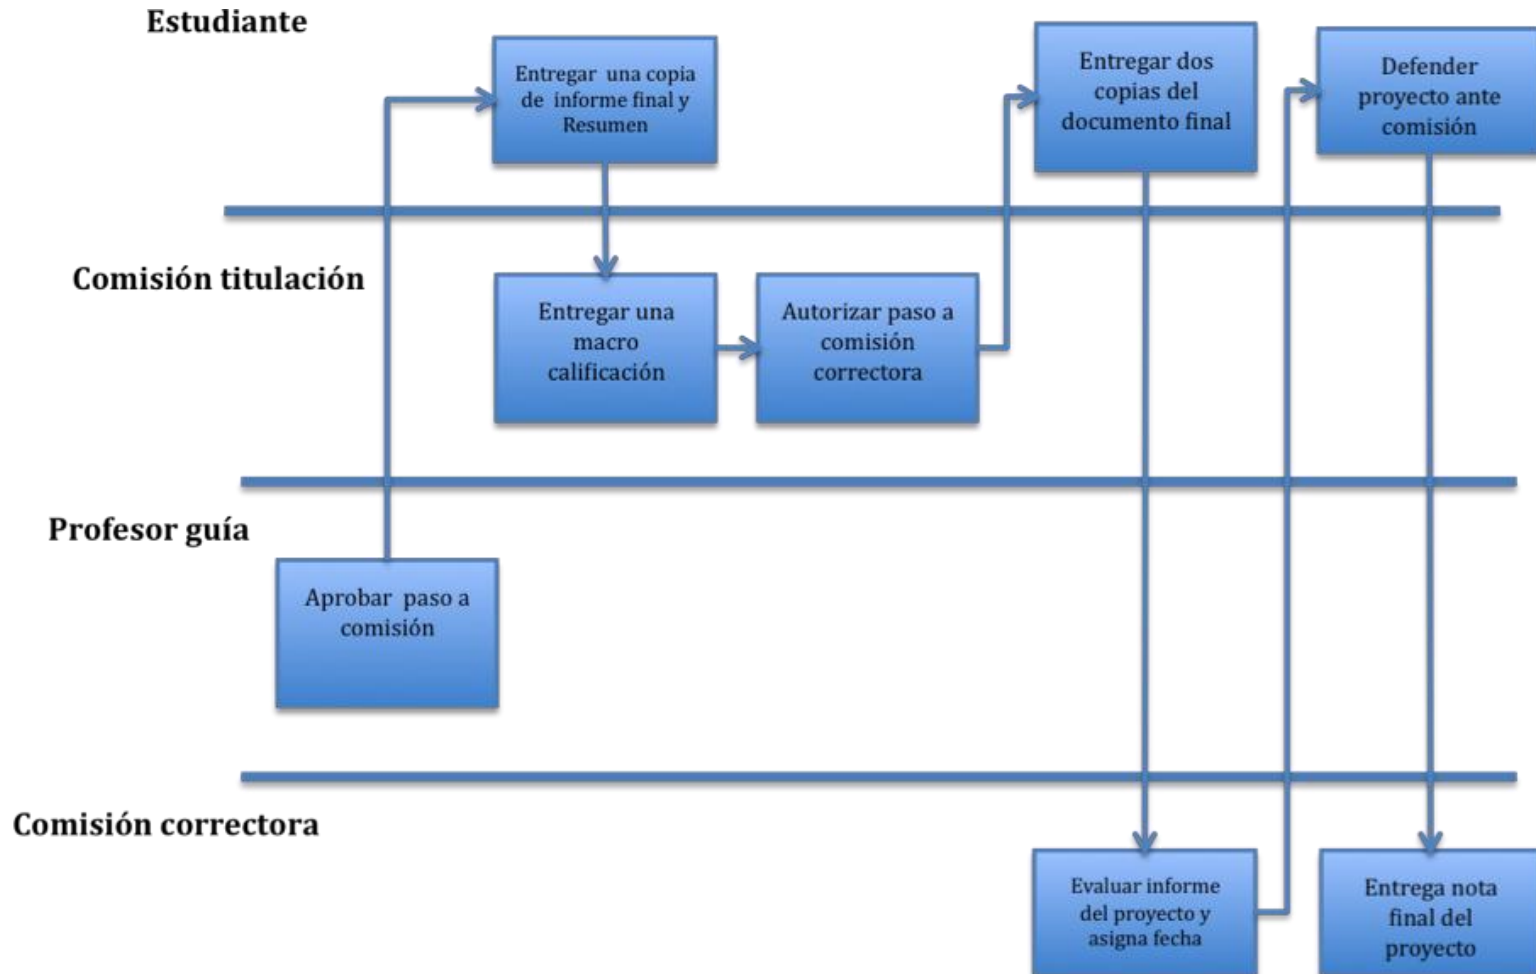 Estudiante
Entregar una copia
de informe final y
Resumen
Entregar dos
copias del
documento final
Defender
proyecto ante
comisión
Comisión titulación
Entregar una
macro
calificación
Autorizar paso a
comisión
correctora
Profesor guía
Aprobar paso a
comisión
Comisión correctora
Evaluar informe
del proyecto y
asigna fecha
Entrega nota
final del
proyecto